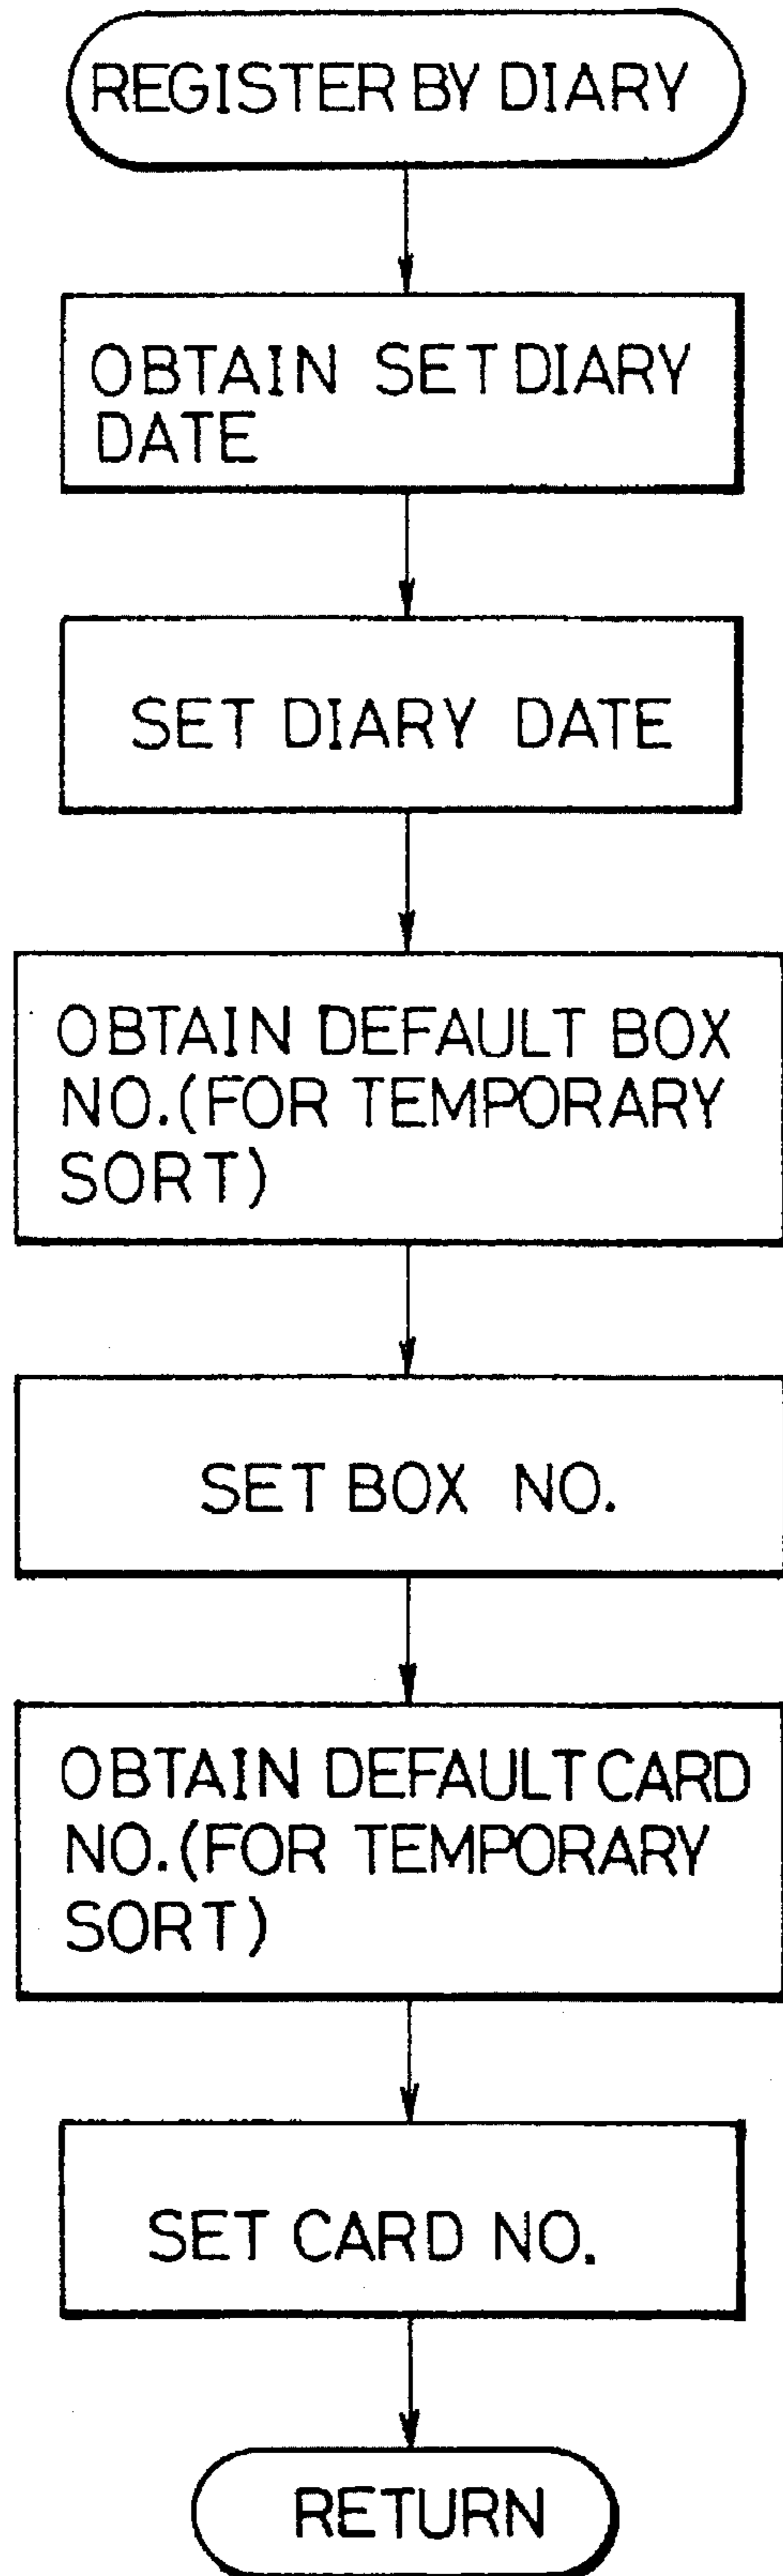 REGISTER BY DIARY
OBTAIN SET DIARY
DATE
SET DIARY DATE
OBTAIN DEFAULT BOX
NO.(FOR TEMPORARY
SORT)
SET BOX NO.
OBTAIN DEFAULT CARD
NO.(FOR TEMPORARY
SORT)
SET CARD NO.
RETURN